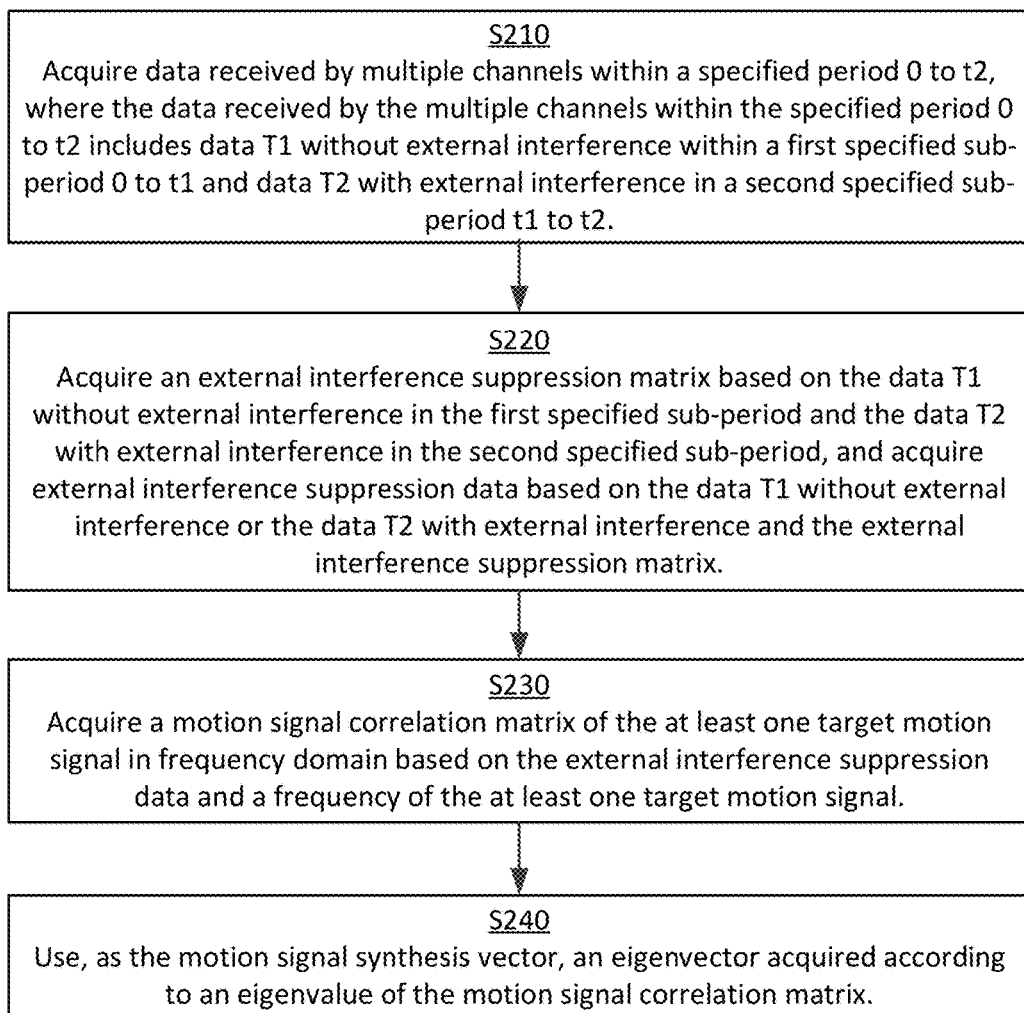 S210
Acquire data received by multiple channels within a specified period 0 to t2,
where the data received by the multiple channels within the specified period 0
to t2 includes data T1 without external interference within a first specified sub-
period 0 to t1 and data T2 with external interference in a second specified sub-
period t1 to t2.
S220
Acquire an external interference suppression matrix based on the data T1
without external interference in the first specified sub-period and the data T2
with external interference in the second specified sub-period, and acquire
external interference suppression data based on the data T1 without external
interference or the data T2 with external interference and the external
interference suppression matrix.
S230
Acquire a motion signal correlation matrix of the at least one target motion
signal in frequency domain based on the external interference suppression
data and a frequency of the at least one target motion signal.
S240
Use, as the motion signal synthesis vector, an eigenvector acquired according
to an eigenvalue of the motion signal correlation matrix.